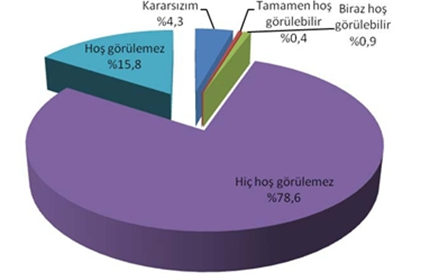 Kararsızım
%4,3
Tamamen hoş
görülebilir
%0,4
Biraz hoş
görülebilir
%0,9
Hoş görülemez
%15,8
Hiç hoş görülemez
%78,6